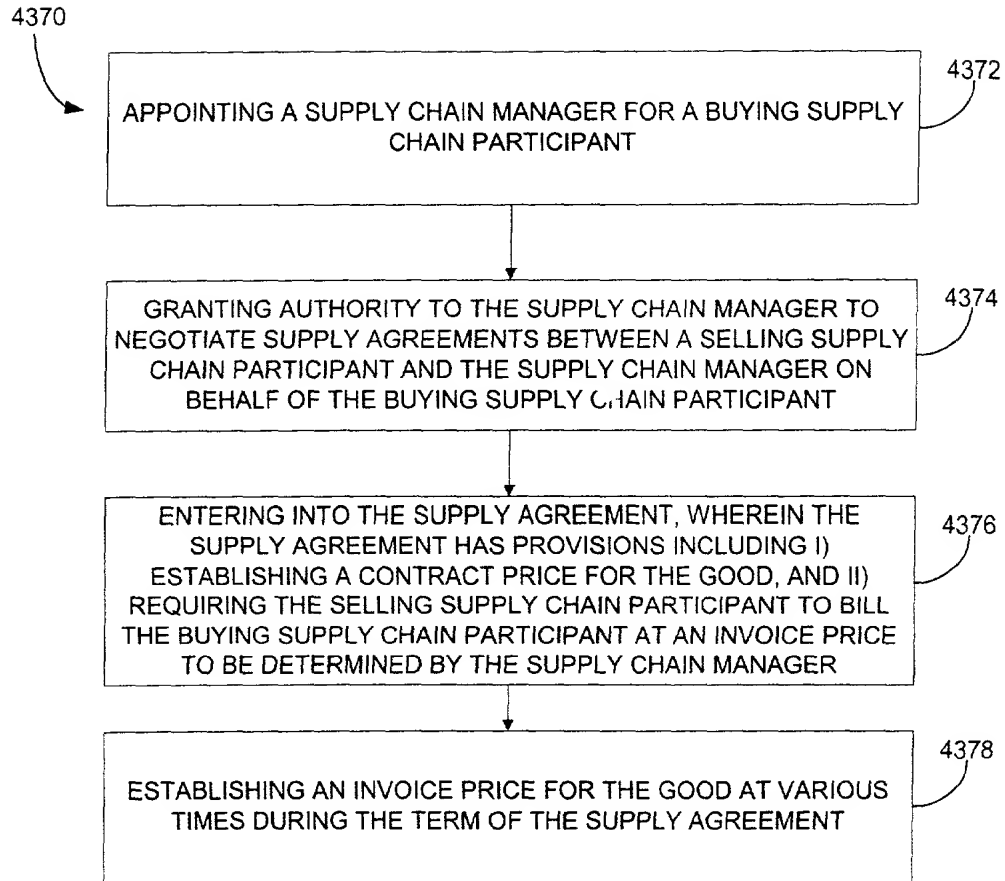 4370
4372
APPOINTING A SUPPLY CHAIN MANAGER FOR A BUYING SUPPLY
CHAIN PARTICIPANT
4374
GRANTING AUTHORITY TO THE SUPPLY CHAIN MANAGER TO
NEGOTIATE SUPPLY AGREEMENTS BETWEEN A SELLING SUPPLY
CHAIN PARTICIPANT AND THE SUPPLY CHAIN MANAGER ON
BEHALF OF THE BUYING SUPPLY CHAIN PARTICIPANT
4376
ENTERING INTO THE SUPPLY AGREEMENT, WHEREIN THE
SUPPLY AGREEMENT HAS PROVISIONS INCLUDING I)
ESTABLISHING A CONTRACT PRICE FOR THE GOOD, AND II)
REQUIRING THE SELLING SUPPLY CHAIN PARTICIPANT TO BILL
THE BUYING SUPPLY CHAIN PARTICIPANT AT AN INVOICE PRICE
TO BE DETERMINED BY THE SUPPLY CHAIN MANAGER
4378
ESTABLISHING AN INVOICE PRICE FOR THE GOOD AT VARIOUS
TIMES DURING THE TERM OF THE SUPPLY AGREEMENT